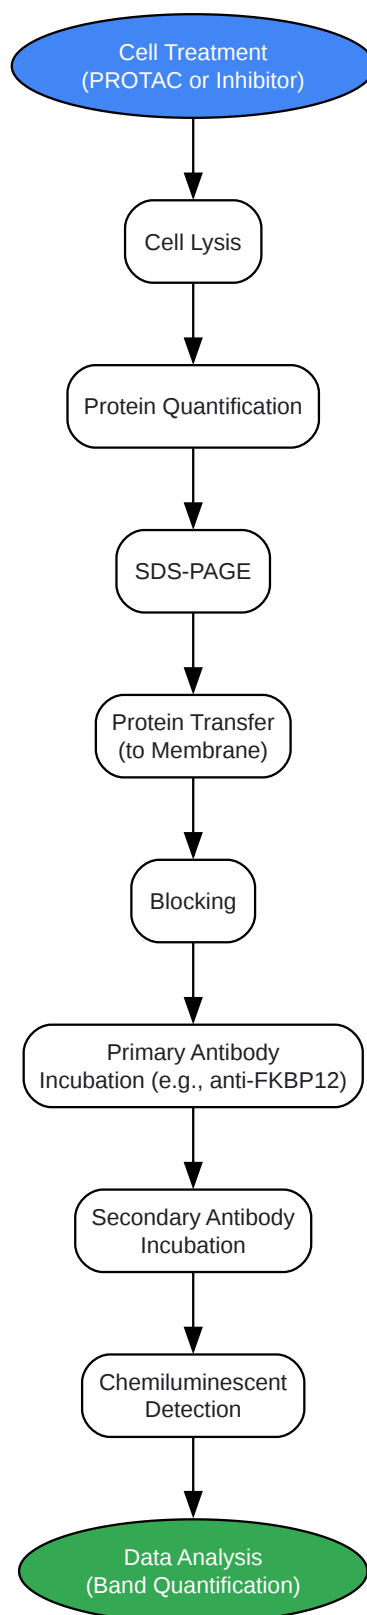 Cell Treatment
(PROTAC or Inhibitor)
Cell Lysis
Protein Quantification
SDS-PAGE
Protein Transfer
(to Membrane)
Blocking
Primary Antibody
Incubation (e.g., anti-FKBP12)
Secondary Antibody
Incubation
Chemiluminescent
Detection
Data Analysis
(Band Quantification)